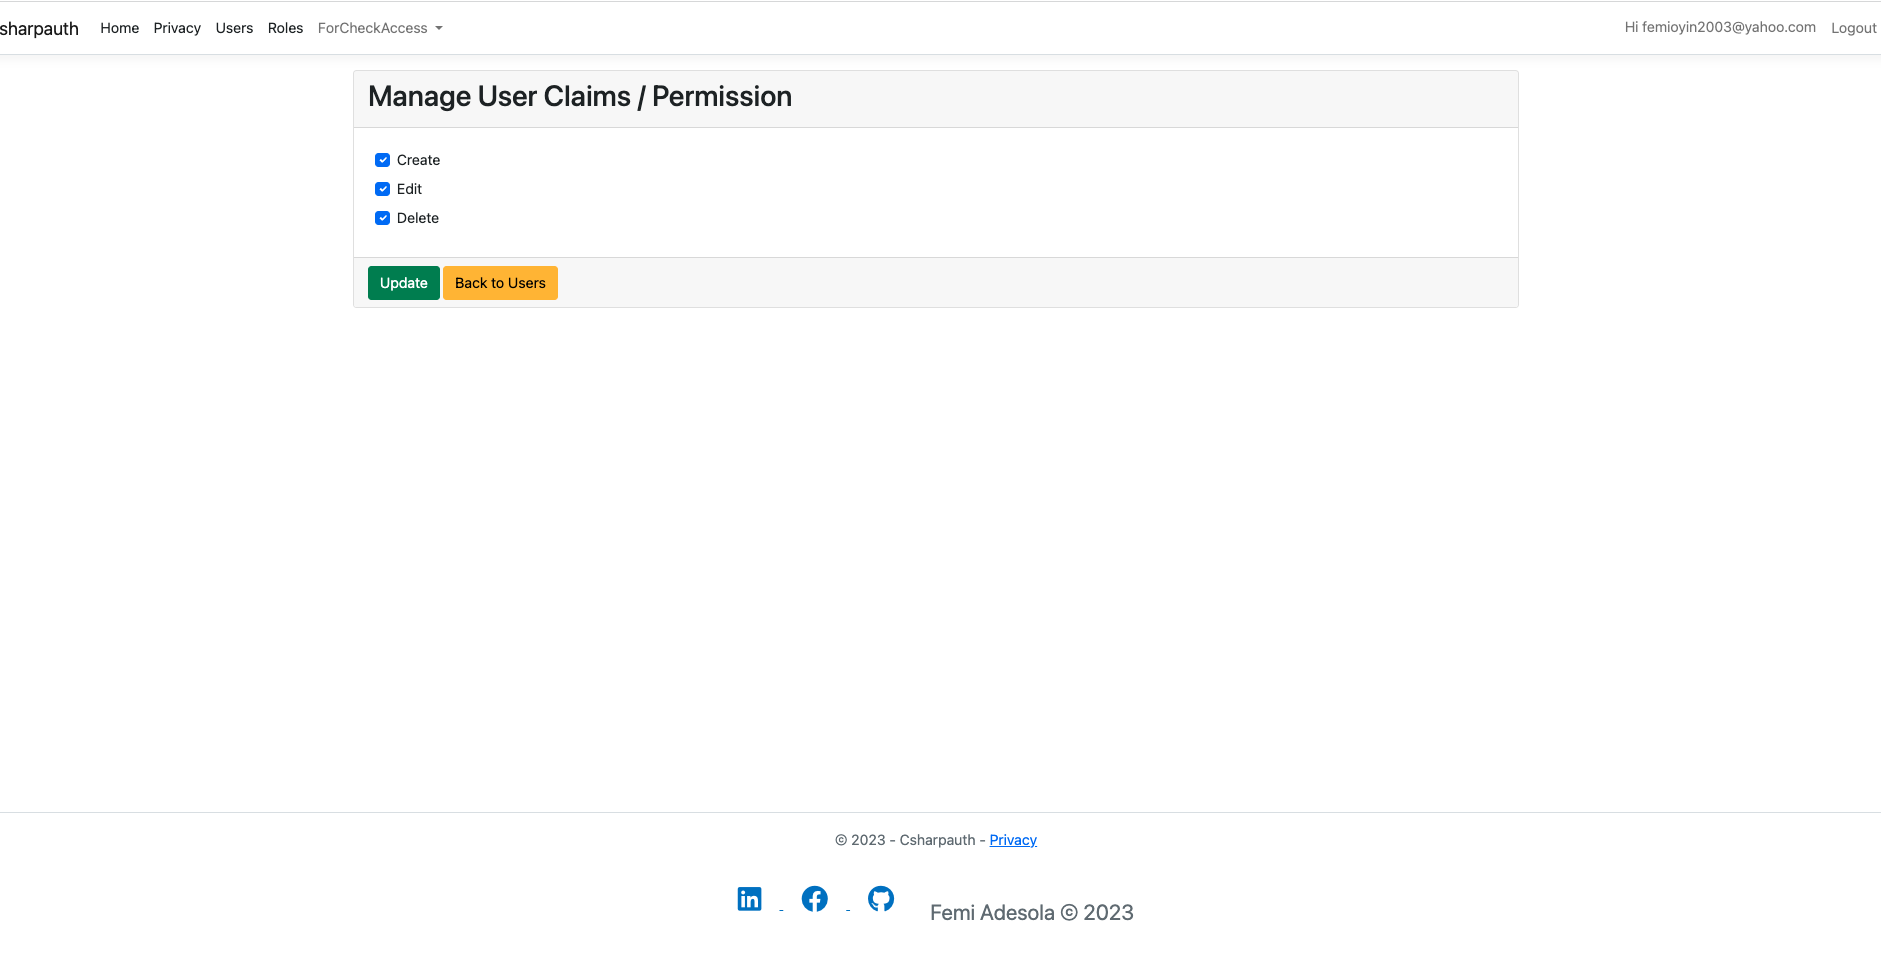 sharpauth Home Privacy Users Roles ForCheckAccess Hi femioyin2003@yahoo.com Logout
Manage User Claims / Permission
Create
Edit
Delete
Update Back to Users
© 2023 - Csharpauth - Privacy
in Femi Adesola © 2023